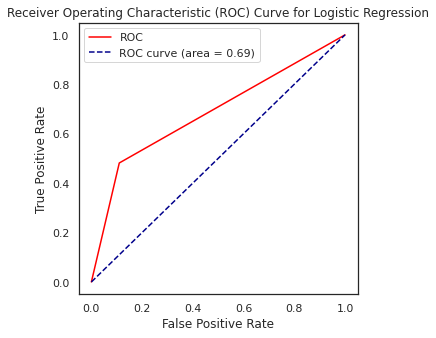 Receiver Operating Characteristic (ROC) Curve for Logistic Regression
ROC
ROC curve (area = 0.69)
True Positive Rate
1.0
0.8
0.6
0.4
0.2
0.0
0.0 0.2 0.4 0.6 0.8 1.0
False Positive Rate